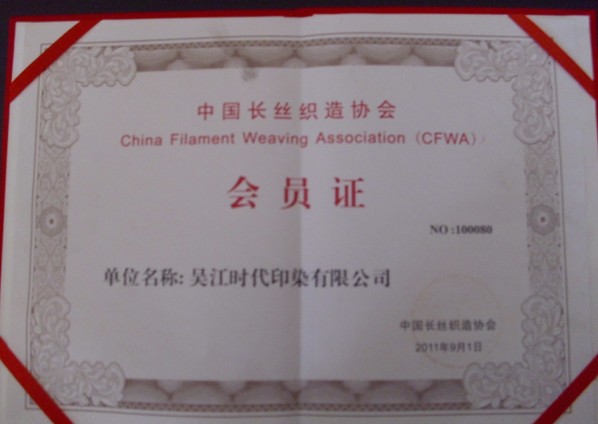 中国长丝织造协会
China Filament Weaving Association (CFWA)
会员证
NO:100080
单位名称: 吴江时代印染有限公司
中国长丝织造协会
2011年9月1日